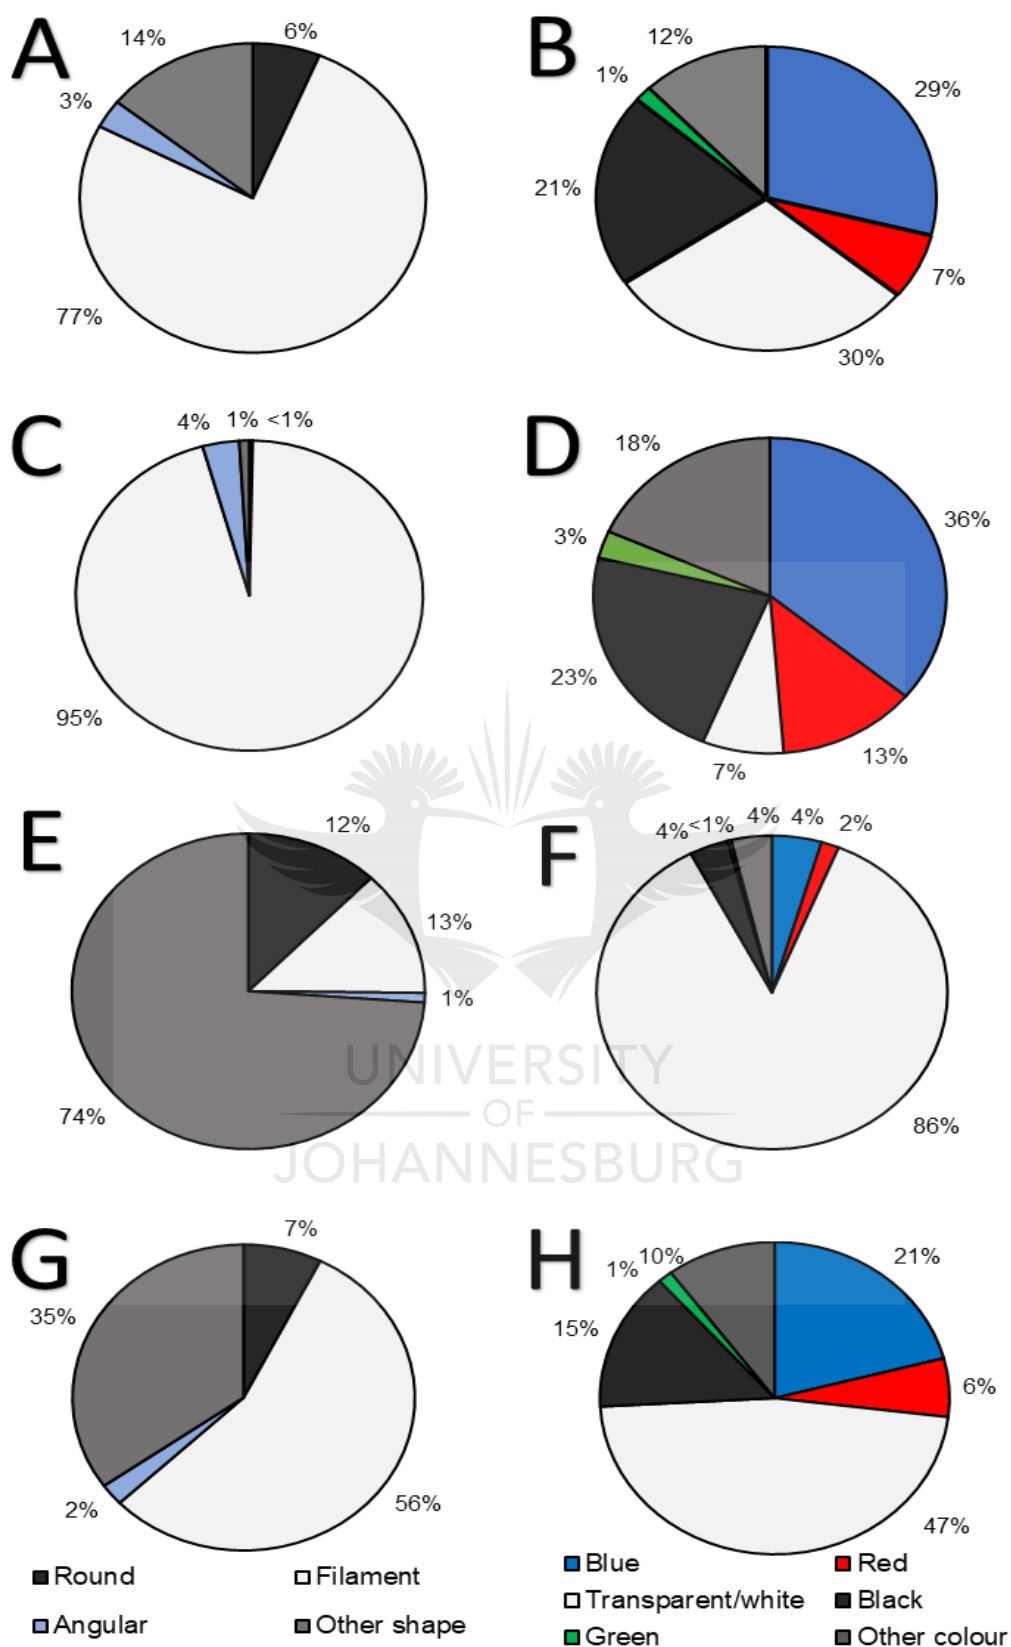 A
14%
6%
3%
77%
B
12%
1%
29%
21%
7%
30%
C
4% 1% <1%
95%
D
18%
36%
3%
23%
13%
7%
E
12%
13%
1%
74%
F
4% <1% 4% 4% 2%
86%
UNIVERSITY
OF
JOHANNESBURG
G
7%
35%
2%
56%
H
1% 10%
21%
15%
6%
47%
Round Filament
Angular Other shape
Blue Red
Transparent/white Black
Green Other colour